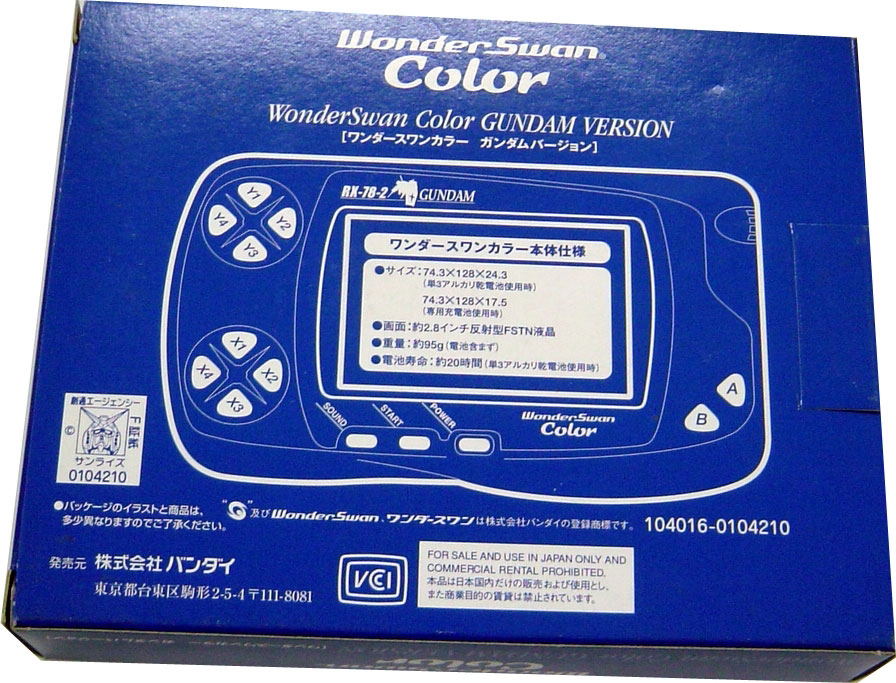 WonderSwan
Color
WonderSwan Color GUNDAM VERSION
[ワンダースワンカラー ガンダムバージョン]
RX-78-2 GUNDAM
Y1
Y4
Y2
Y3
ワンダースワンカラー本体仕様
●サイズ:74.3×128×24.3
(単3アルカリ乾電池使用時)
74.3×128×17.5
(専用充電池使用時)
●画面:約2.8インチ反射型FSTN液晶
●重量:約95g(電池含まず)
●電池寿命:約20時間(単3アルカリ乾電池使用時)
X1
X4
X2
X3
A
B
SOUND
START
POWER
WonderSwan
Color
創通エージェンシー
©
F証紙
サンライズ
0104210
●パッケージのイラストと商品は、
多少異なりますのでご了承ください。
" "及びWonderSwan、ワンダースワンは株式会社バンダイの登録商標です。
104016-0104210
発売元 株式会社 バンダイ
東京都台東区駒形2-5-4 〒111-8081
VCI
FOR SALE AND USE IN JAPAN ONLY AND
COMMERCIAL RENTAL PROHIBITED.
本品は日本国内だけの販売および使用とし、
また商業目的の賃貸は禁止されています。